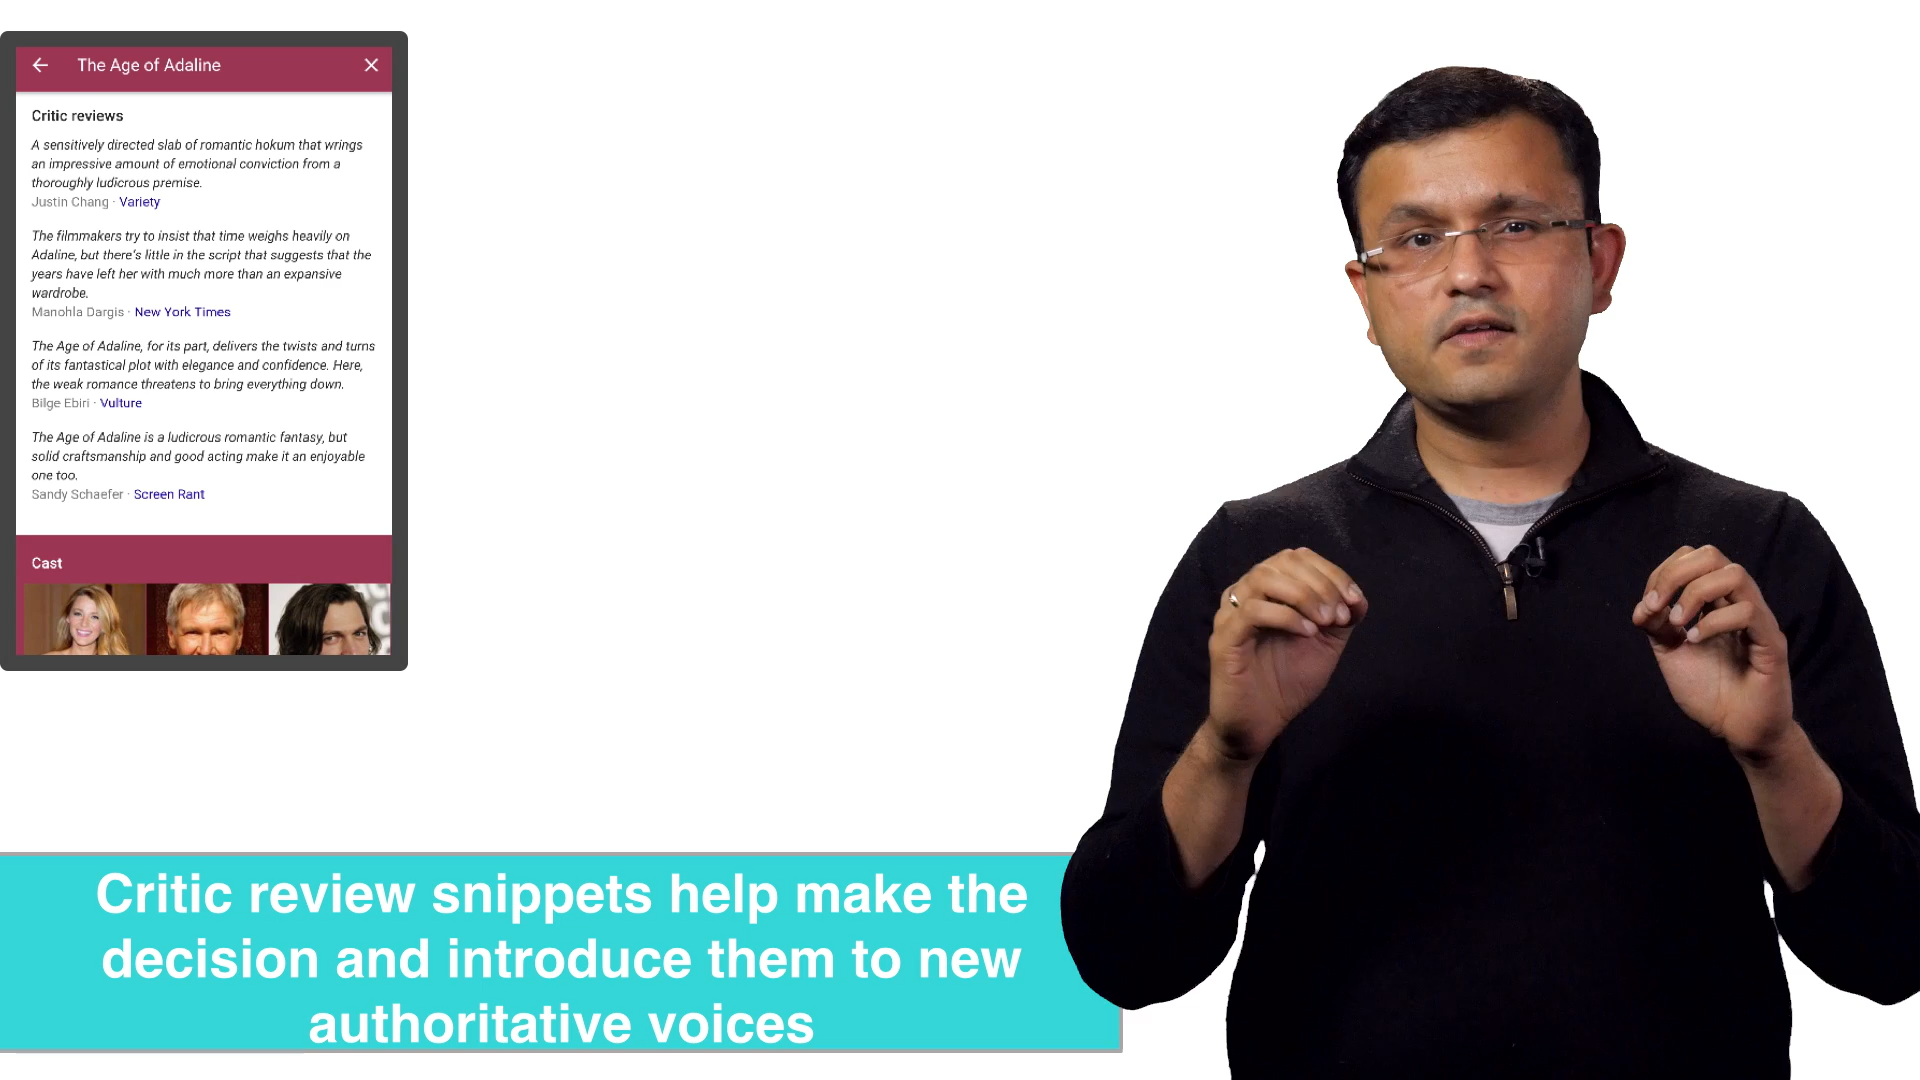 The Age of Adaline
Critic reviews
A sensitively directed slab of romantic hokum that wrings
an impressive amount of emotional conviction from a
thoroughly ludicrous premise.
Justin Chang · Variety
The filmmakers try to insist that time weighs heavily on
Adaline, but there's little in the script that suggests that the
years have left her with much more than an expansive
wardrobe.
Manohla Dargis · New York Times
The Age of Adaline, for its part, delivers the twists and turns
of its fantastical plot with elegance and confidence. Here,
the weak romance threatens to bring everything down.
Bilge Ebiri · Vulture
The Age of Adaline is a ludicrous romantic fantasy, but
solid craftsmanship and good acting make it an enjoyable
one too.
Sandy Schaefer · Screen Rant
Cast
Critic review snippets help make the
decision and introduce them to new
authoritative voices